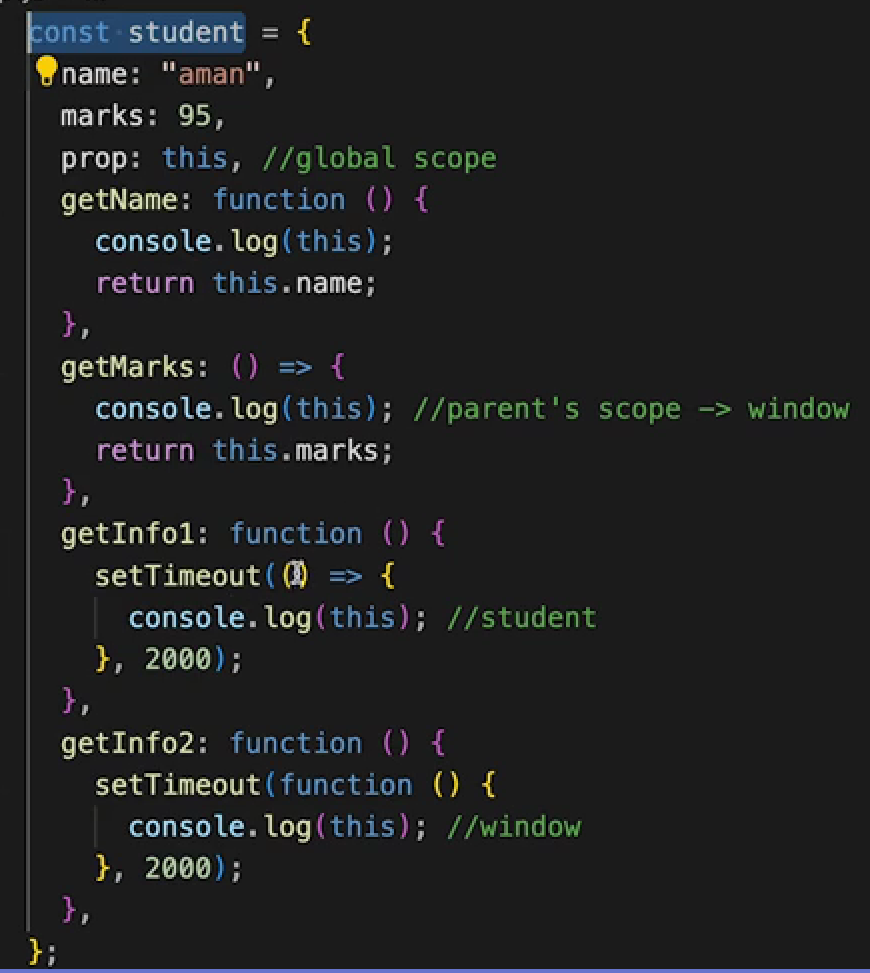 const student = {
name: "aman",
marks: 95,
prop: this, //global scope
getName: function () {
console.log(this);
return this.name;
},
getMarks: () => {
console.log(this); //parent's scope -> window
return this.marks;
},
getInfo1: function () {
setTimeout(() => {
console.log(this); //student
}, 2000);
},
getInfo2: function () {
setTimeout(function () {
console.log(this); //window
}, 2000);
},
};